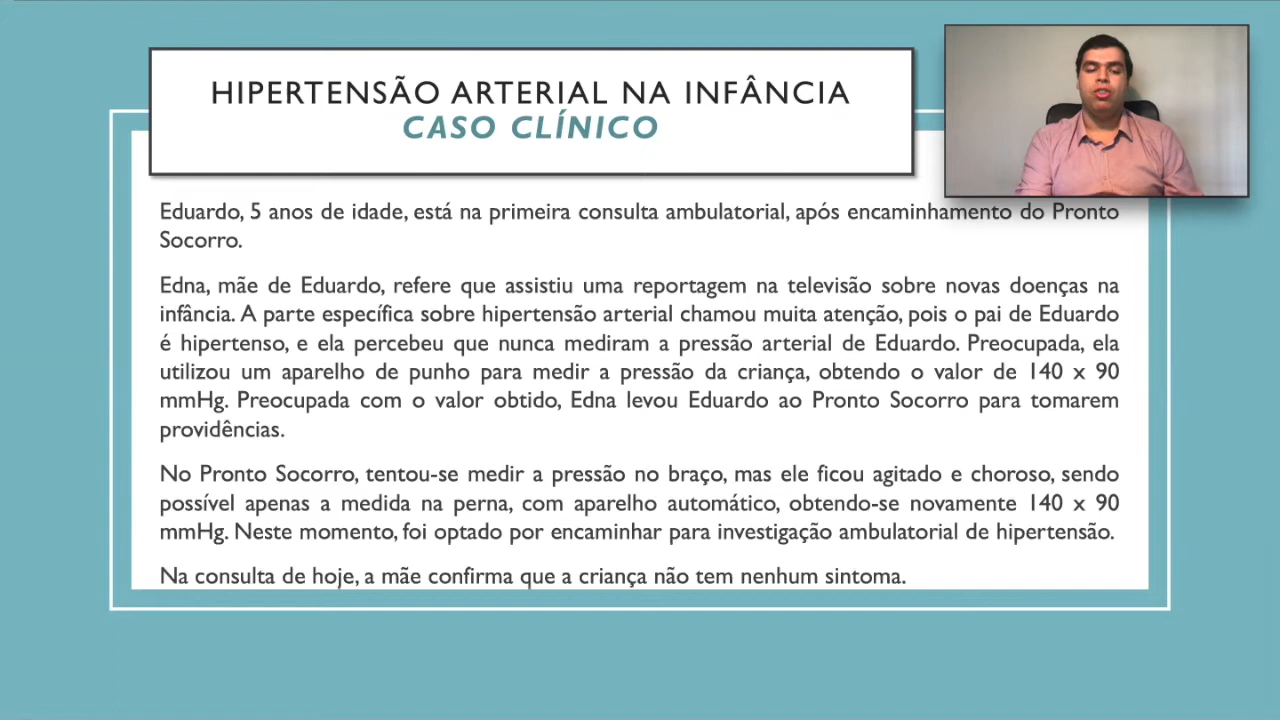 HIPERTENSÃO ARTERIAL NA INFÂNCIA
CASO CLÍNICO
Eduardo, 5 anos de idade, está na primeira consulta ambulatorial, após encaminhamento do Pronto
Socorro.
Edna, mãe de Eduardo, refere que assistiu uma reportagem na televisão sobre novas doenças na
infância. A parte específica sobre hipertensão arterial chamou muita atenção, pois o pai de Eduardo
é hipertenso, e ela percebeu que nunca mediram a pressão arterial de Eduardo. Preocupada, ela
utilizou um aparelho de punho para medir a pressão da criança, obtendo o valor de 140 x 90
mmHg. Preocupada com o valor obtido, Edna levou Eduardo ao Pronto Socorro para tomarem
providências.
No Pronto Socorro, tentou-se medir a pressão no braço, mas ele ficou agitado e choroso, sendo
possível apenas a medida na perna, com aparelho automático, obtendo-se novamente 140 x 90
mmHg. Neste momento, foi optado por encaminhar para investigação ambulatorial de hipertensão.
Na consulta de hoje, a mãe confirma que a criança não tem nenhum sintoma.